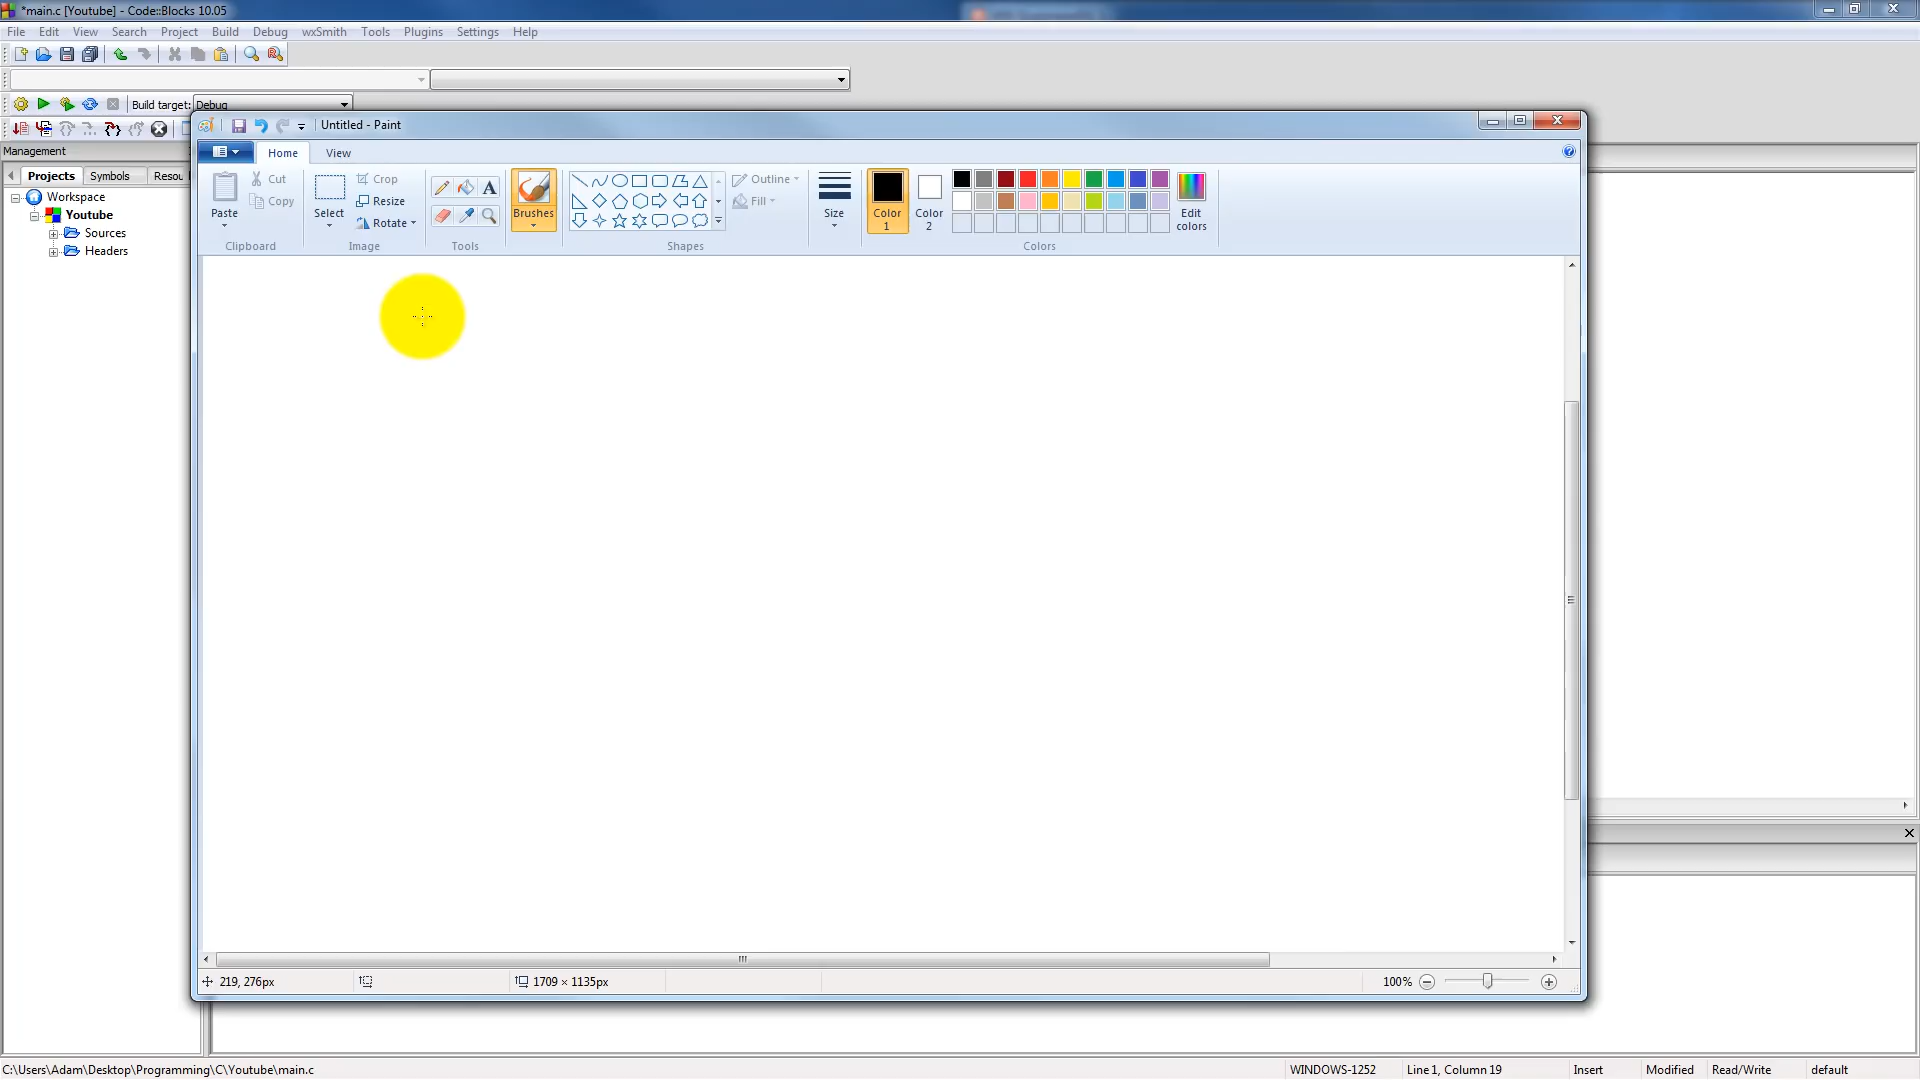 *main.c [Youtube] - Code::Blocks 10.05
File Edit View Search Project Build Debug wxSmith Tools Plugins Settings Help
Build target: Debug
Untitled - Paint
Management
Home View
Projects Symbols Resou
Paste Cut Copy Select Crop Resize Rotate Brushes Outline Fill Size Color 1 Color 2 Edit colors
Clipboard Image Tools Shapes Colors
Workspace
Youtube
Sources
Headers
219, 276px 1709 × 1135px 100%
C:\Users\Adam\Desktop\Programming\C\Youtube\main.c WINDOWS-1252 Line 1, Column 19 Insert Modified Read/Write default